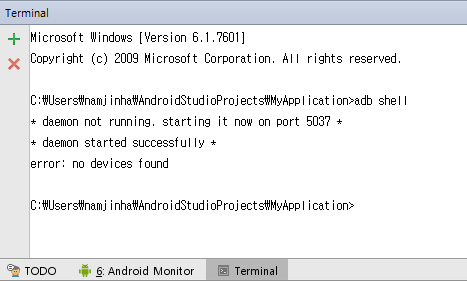 Terminal
Microsoft Windows [Version 6.1.7601]
Copyright (c) 2009 Microsoft Corporation. All rights reserved.
C:₩Users₩namjinha₩AndroidStudioProjects₩MyApplication>adb shell
* daemon not running. starting it now on port 5037 *
* daemon started successfully *
error: no devices found
C:₩Users₩namjinha₩AndroidStudioProjects₩MyApplication>
TODO 6: Android Monitor Terminal